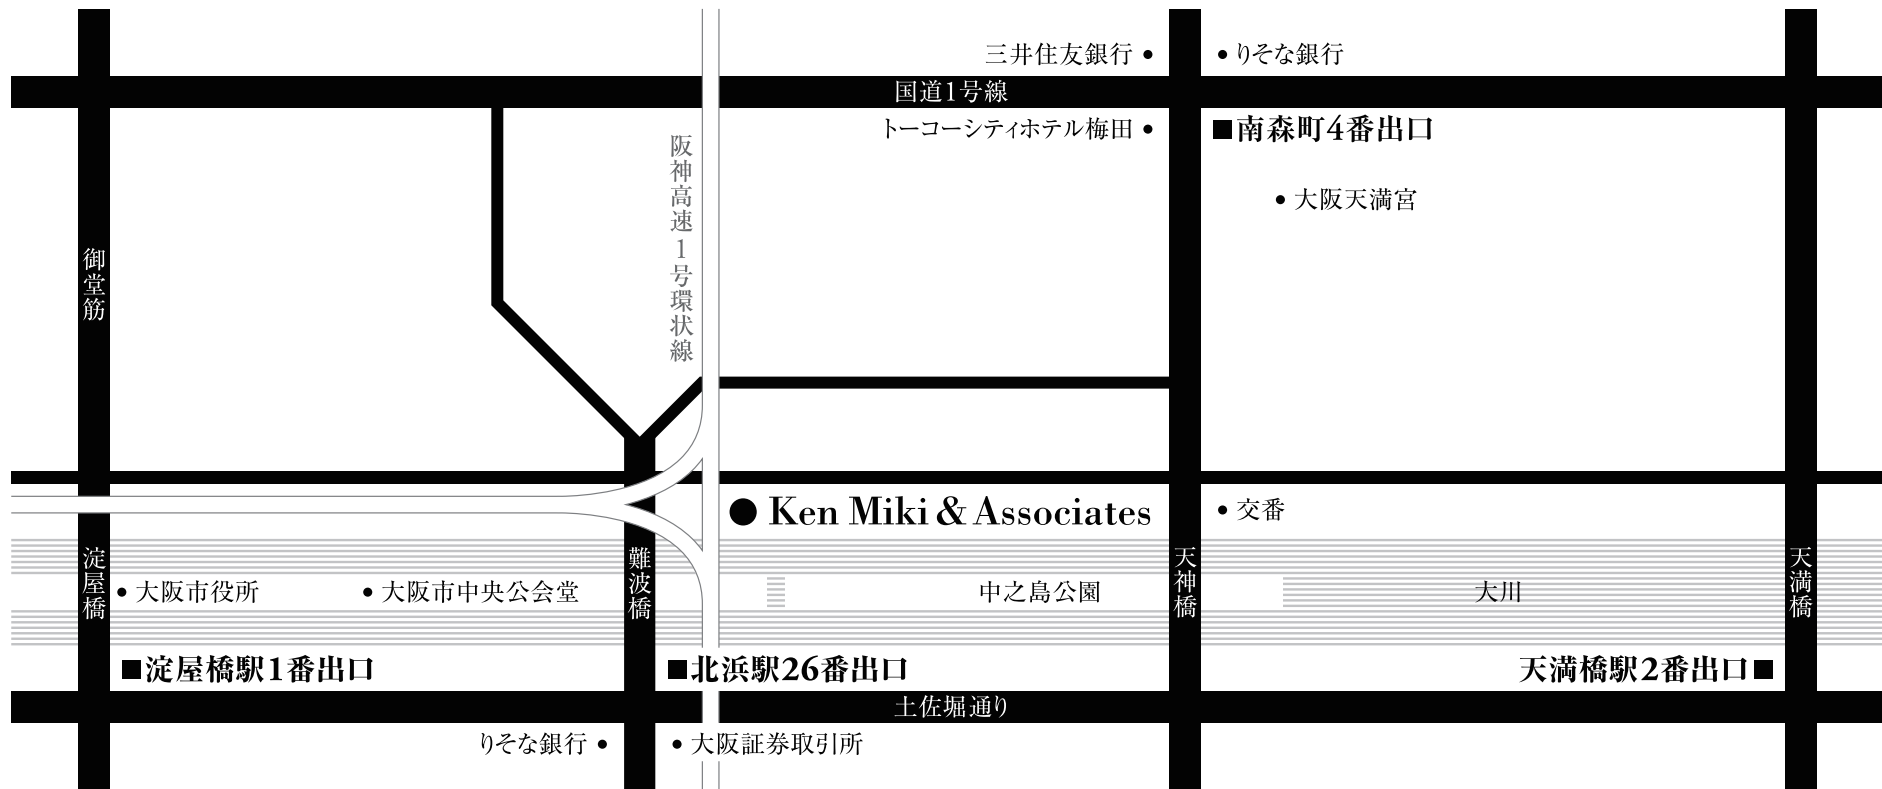 三井住友銀行
りそな銀行
国道1号線
トーコーシティホテル梅田
南森町4番出口
阪神高速1号環状線
大阪天満宮
御堂筋
Ken Miki & Associates
交番
淀屋橋
大阪市役所
大阪市中央公会堂
難波橋
中之島公園
天神橋
大川
天満橋
淀屋橋駅1番出口
北浜駅26番出口
天満橋駅2番出口
土佐堀通り
りそな銀行
大阪証券取引所